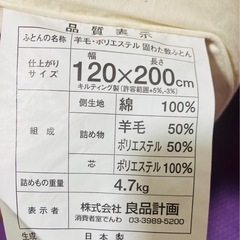 品質表示
ふとんの名称 羊毛・ポリエステル 固わた敷ふとん
仕上がりサイズ 幅 長さ
120×200cm
キルティング製(許容範囲+5%,-3%)
組成 側生地 綿 100%
詰め物 羊毛 50%
ポリエステル 50%
芯 ポリエステル 100%
詰めもの重量 4.7kg
表示者 株式会社 良品計画
消費者室でんわ 03-3989-5200
日本製